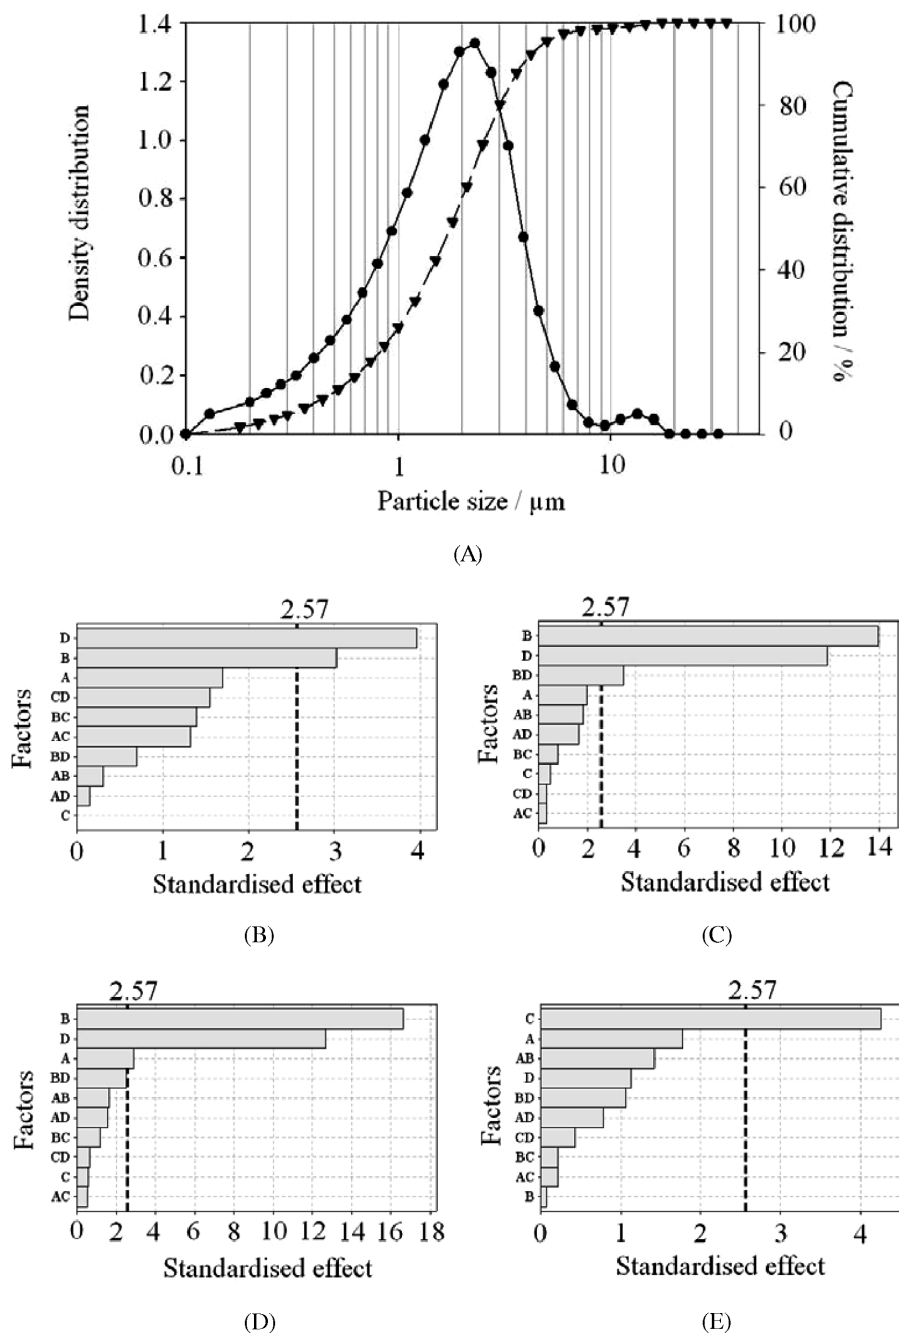 1.4
1.2
1.0
0.8
0.6
0.4
0.2
0.0
Density distribution
100
80
60
40
20
0
Cumulative distribution / %
0.1 1 10
Particle size / µm
(A)
2.57
D
B
A
CD
BC
AC
BD
AB
AD
C
Factors
0 1 2 3 4
Standardised effect
(B)
2.57
B
D
BD
A
AB
AD
BC
C
CD
AC
Factors
0 2 4 6 8 10 12 14
Standardised effect
(C)
2.57
B
D
A
BD
AB
AD
BC
CD
C
AC
Factors
0 2 4 6 8 10 12 14 16 18
Standardised effect
(D)
2.57
C
A
AB
D
BD
AD
CD
BC
AC
B
Factors
0 1 2 3 4
Standardised effect
(E)